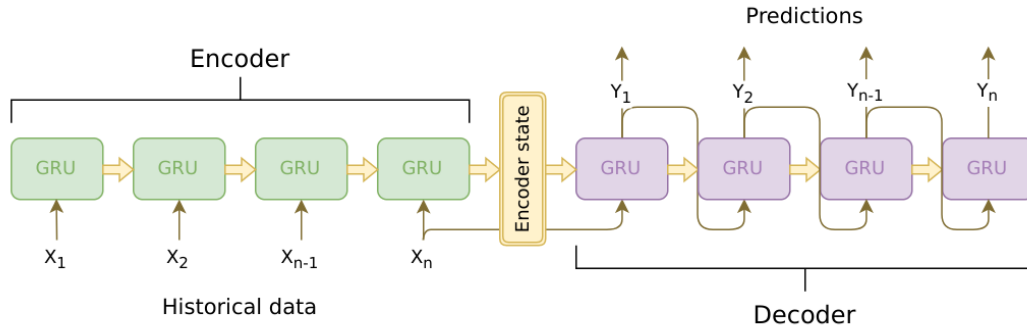 Predictions
Encoder
Y1 Y2 Yn-1 Yn
GRU GRU GRU GRU Encoder state GRU GRU GRU GRU
X1 X2 Xn-1 Xn
Historical data
Decoder